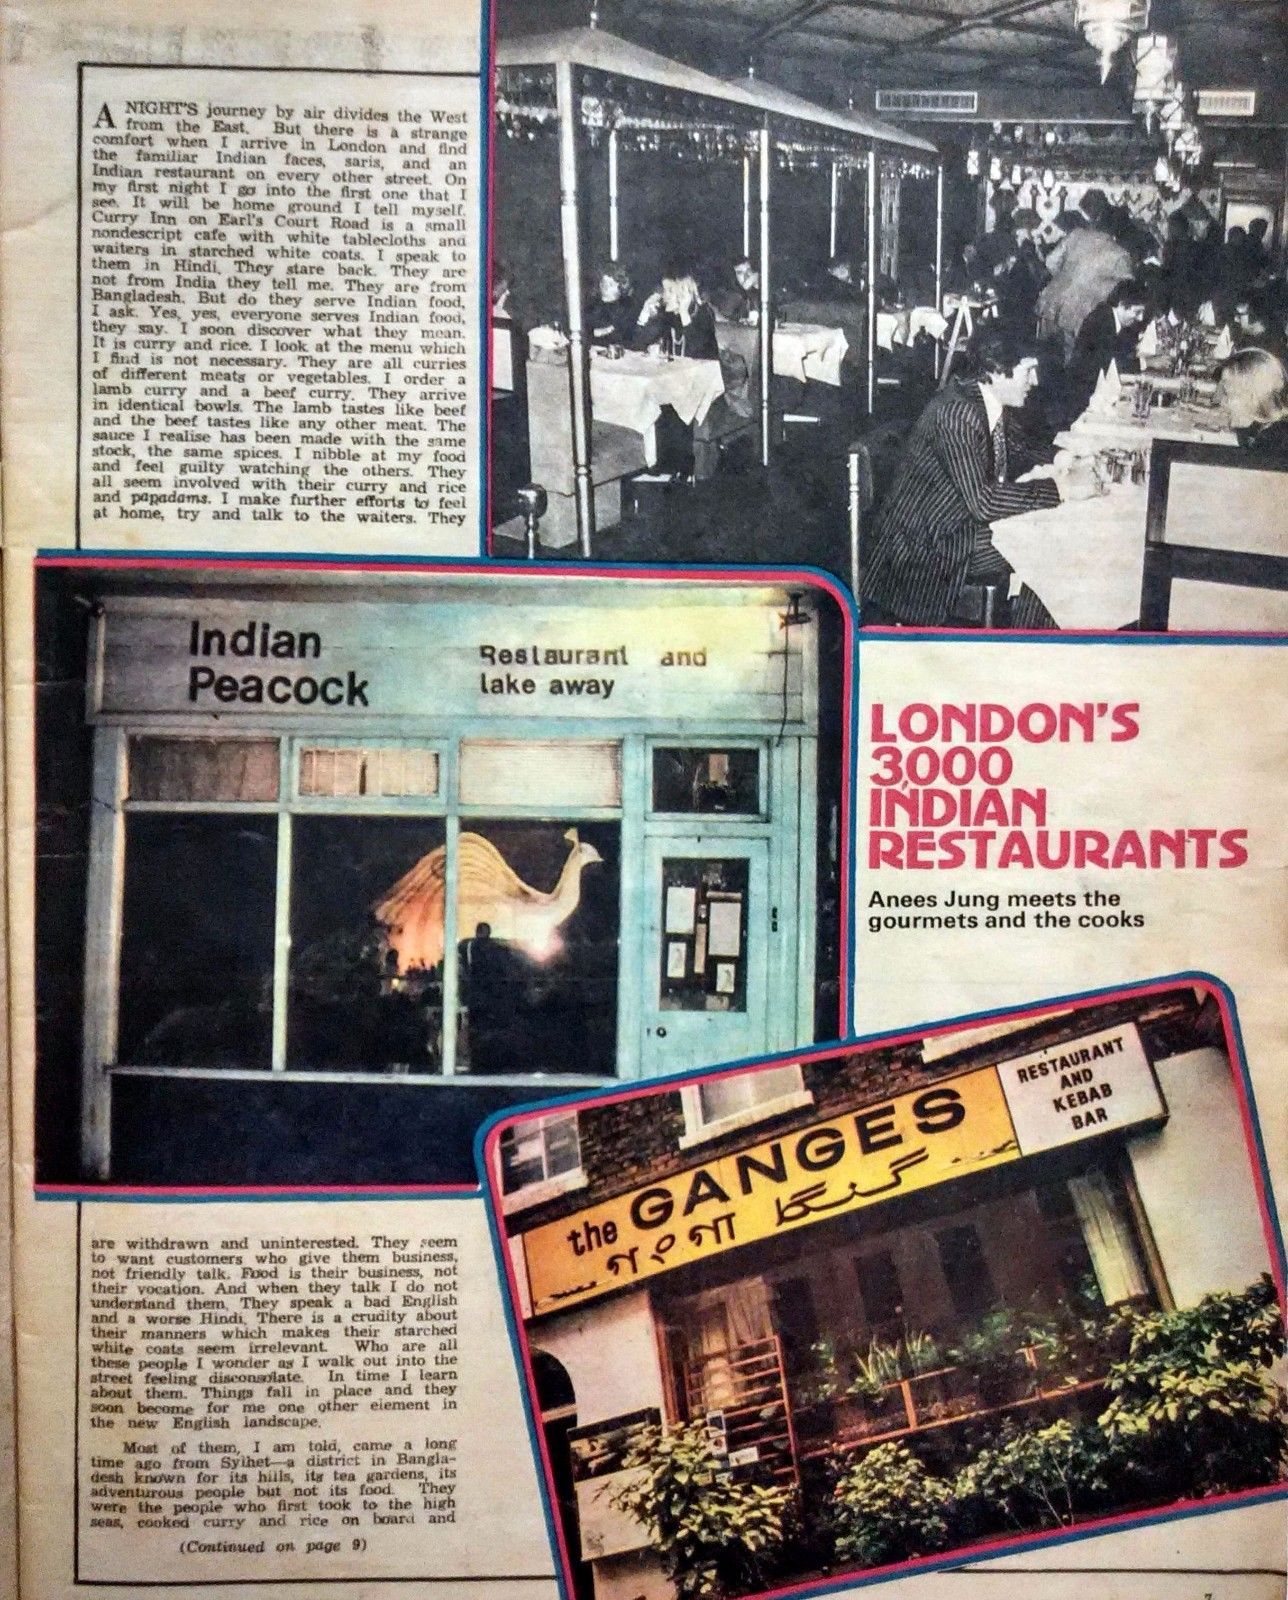 A NIGHT'S journey by air divides the West
from the East. But there is a strange
comfort when I arrive in London and find
the familiar Indian faces, saris, and an
Indian restaurant on every other street. On
my first night I go into the first one that I
see. It will be home ground I tell myself.
Curry Inn on Earl's Court Road is a small
nondescript cafe with white tablecloths and
waiters in starched white coats. I speak to
them in Hindi. They stare back. They are
not from India they tell me. They are from
Bangladesh. But do they serve Indian food,
I ask. Yes, yes, everyone serves Indian food,
they say. I soon discover what they mean.
It is curry and rice. I look at the menu which
I find is not necessary. They are all curries
of different meats or vegetables. I order a
lamb curry and a beef curry. They arrive
in identical bowls. The lamb tastes like beef
and the beef tastes like any other meat. The
sauce I realise has been made with the same
stock, the same spices. I nibble at my food
and feel guilty watching the others. They
all seem involved with their curry and rice
and papadams. I make further efforts to feel
at home, try and talk to the waiters. They
Indian
Peacock
Restaurant and
take away
LONDON'S
3,000
INDIAN
RESTAURANTS
Anees Jung meets the
gourmets and the cooks
the GANGES
গংগা گنگا
RESTAURANT
AND
KEBAB
BAR
are withdrawn and uninterested. They seem
to want customers who give them business,
not friendly talk. Food is their business, not
their vocation. And when they talk I do not
understand them. They speak a bad English
and a worse Hindi. There is a crudity about
their manners which makes their starched
white coats seem irrelevant. Who are all
these people I wonder as I walk out into the
street feeling disconsolate. In time I learn
about them. Things fall in place and they
soon become for me one other element in
the new English landscape.
Most of them, I am told, came a long
time ago from Sylhet—a district in Bangla-
desh known for its hills, its tea gardens, its
adventurous people but not its food. They
were the people who first took to the high
seas, cooked curry and rice on board and
(Continued on page 9)
7